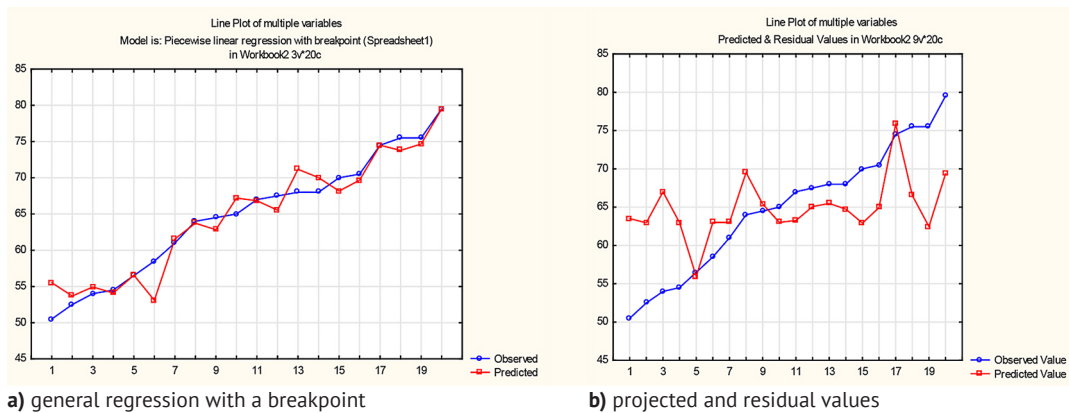 Line Plot of multiple variables
Model is: Piecewise linear regression with breakpoint (Spreadsheet1)
in Workbook2 3v*20c
85
80
75
70
65
60
55
50
45
1 3 5 7 9 11 13 15 17 19
Observed
Predicted
a) general regression with a breakpoint
Line Plot of multiple variables
Predicted & Residual Values in Workbook2 9v*20c
85
80
75
70
65
60
55
50
45
1 3 5 7 9 11 13 15 17 19
Observed Value
Predicted Value
b) projected and residual values